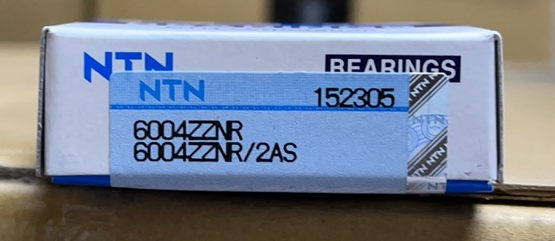 NTN BEARINGS
NTN 152305
6004ZZNR
6004ZZNR/2AS